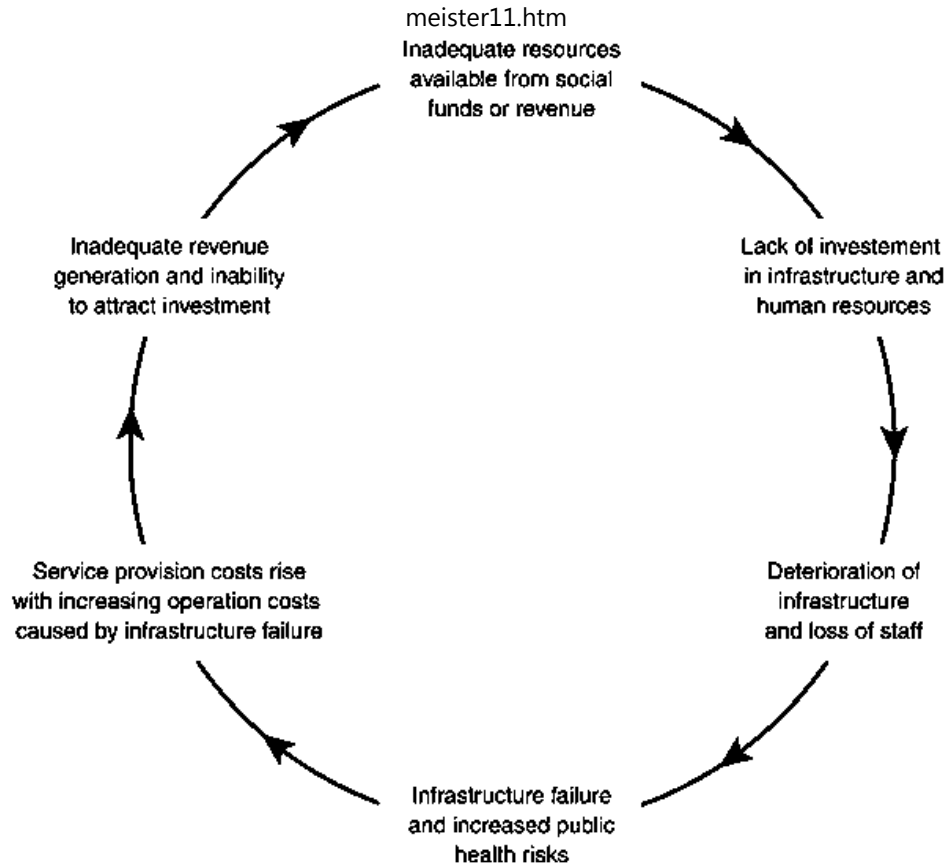 meister11.htm
Inadequate resources
available from social
funds or revenue
Lack of investement
in infrastructure and
human resources
Deterioration of
infrastructure
and loss of staff
Infrastructure failure
and increased public
health risks
Service provision costs rise
with increasing operation costs
caused by infrastructure failure
Inadequate revenue
generation and inability
to attract investment